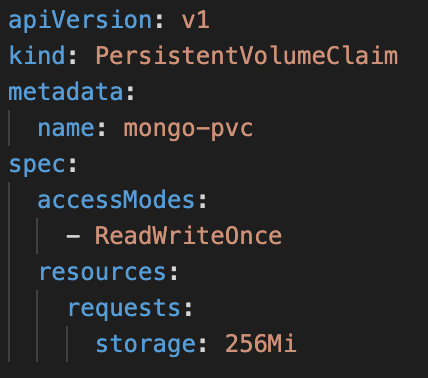 apiVersion: v1
kind: PersistentVolumeClaim
metadata:
  name: mongo-pvc
spec:
  accessModes:
    - ReadWriteOnce
  resources:
    requests:
      storage: 256Mi